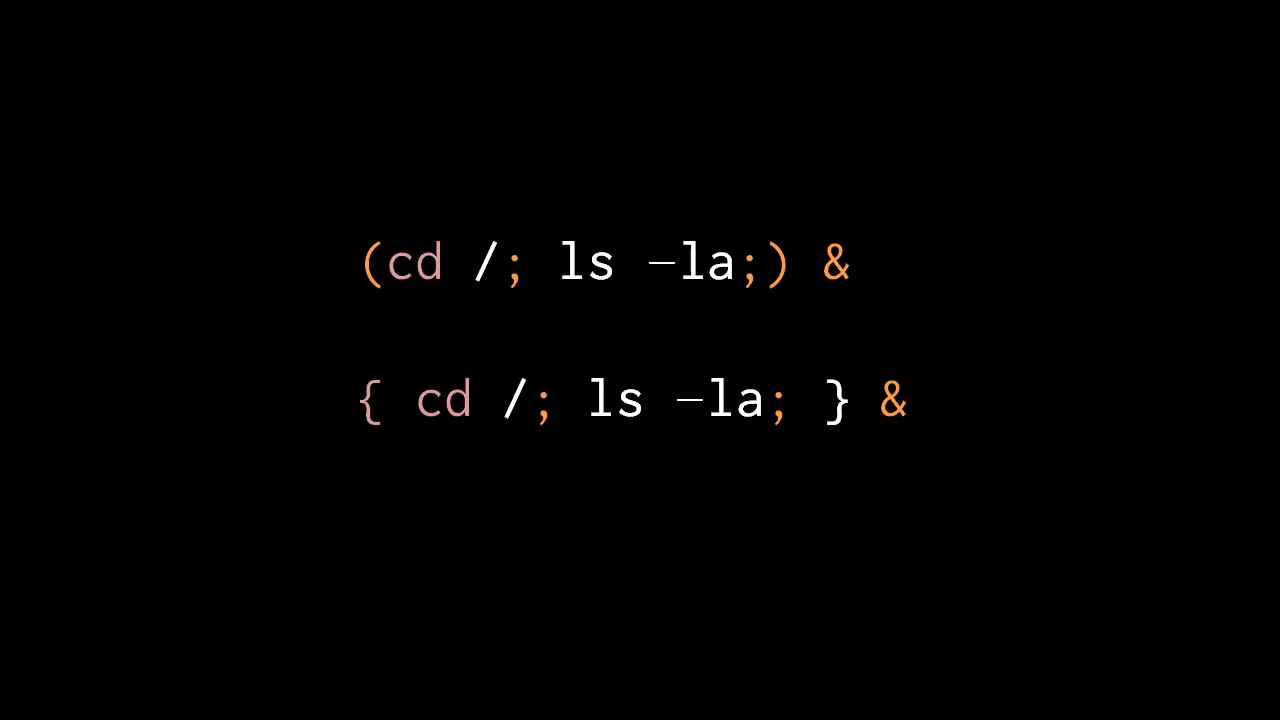 (cd /; ls -la;) &
{ cd /; ls -la; } &